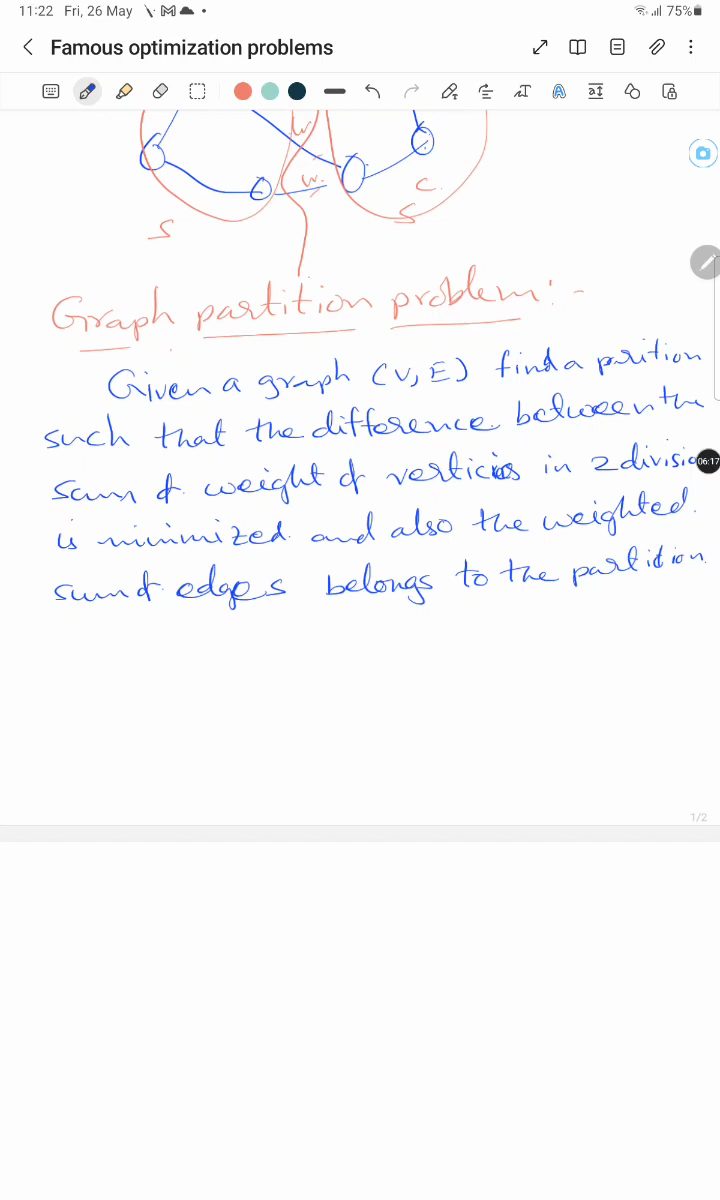 11:22 Fri, 26 May
75%
Famous optimization problems
w
w.
C.
S
S
Graph partition problem:-
Given a graph (V, E) find a parition
such that the difference between the
sum of weight of verticies in 2 divisio
06:17
is minimized and also the weighted.
sum of edges belongs to the partition.
1/2